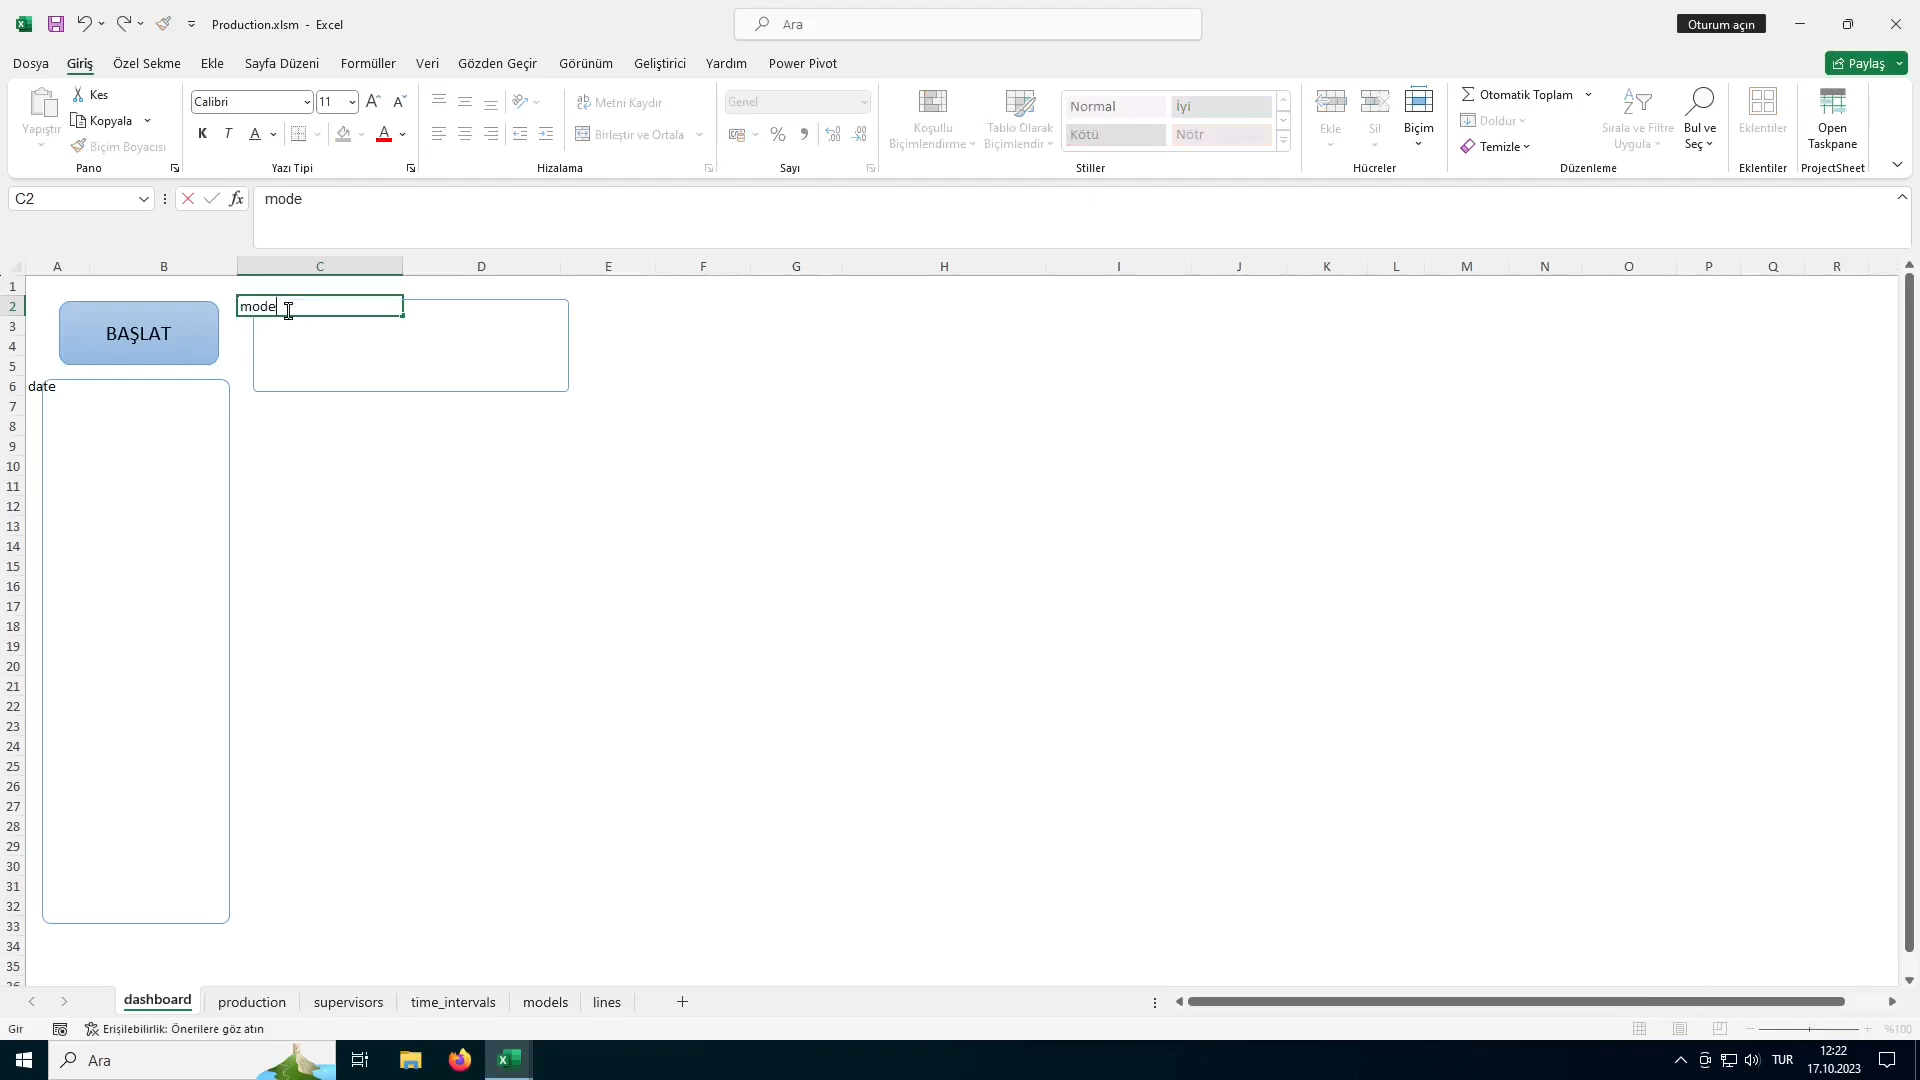 Production.xlsm - Excel
Ara
Oturum açın
Dosya Giriş Özel Sekme Ekle Sayfa Düzeni Formüller Veri Gözden Geçir Görünüm Geliştirici Yardım Power Pivot
Paylaş
Yapıştır
Kes
Kopyala
Biçim Boyacısı
Pano
Calibri 11
K T A A
Yazı Tipi
Metni Kaydır
Birleştir ve Ortala
Hizalama
Genel
Sayı
Koşullu Biçimlendirme
Tablo Olarak Biçimlendir
Normal İyi
Kötü Nötr
Stiller
Ekle Sil Biçim
Hücreler
Otomatik Toplam
Doldur
Temizle
Sırala ve Filtre Uygula
Bul ve Seç
Düzenleme
Eklentiler
Eklentiler
Open Taskpane
ProjectSheet
C2
fx
mode
A B C D E F G H I J K L M N O P Q R
1
2 mode
BAŞLAT
3
4
5
6 date
7
8
9
10
11
12
13
14
15
16
17
18
19
20
21
22
23
24
25
26
27
28
29
30
31
32
33
34
35
dashboard production supervisors time_intervals models lines
Gir
Erişilebilirlik: Önerilere göz atın
%100
Ara
TUR
12:22
17.10.2023